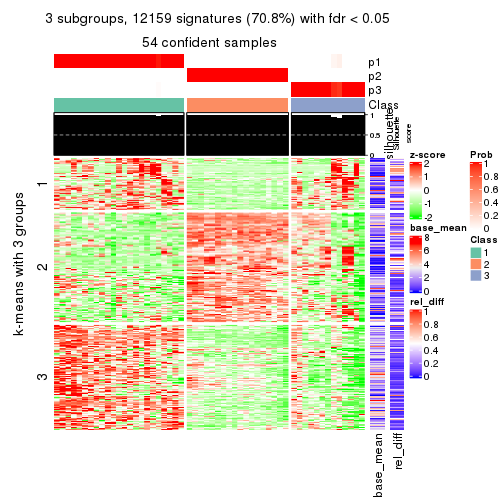 3 subgroups, 12159 signatures (70.8%) with fdr < 0.05
54 confident samples
p1
p2
p3
Class
silhouette
Silhouette
score
1
0.5
0
k-means with 3 groups
1
2
3
base_mean
rel_diff
z-score
2
1
0
-1
-2
base_mean
8
6
4
2
0
rel_diff
1
0.8
0.6
0.4
0.2
0
Prob
1
0.8
0.6
0.4
0.2
0
Class
1
2
3